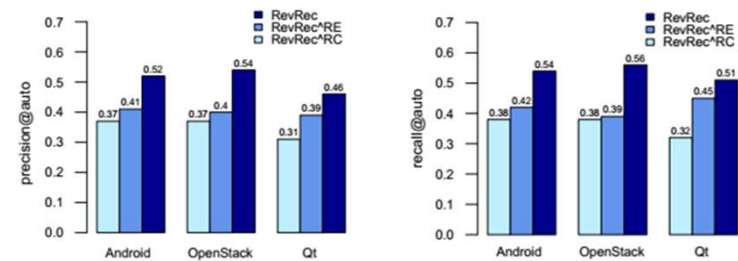 RevRec
RevRec^RE
RevRec^RC
0.7
0.6
0.5
0.4
0.3
0.2
0.1
0.0
precision@auto
0.37
0.41
0.52
0.37
0.4
0.54
0.31
0.39
0.46
Android
OpenStack
Qt
RevRec
RevRec^RE
RevRec^RC
0.7
0.6
0.5
0.4
0.3
0.2
0.1
0.0
recall@auto
0.38
0.42
0.54
0.38
0.39
0.56
0.32
0.45
0.51
Android
OpenStack
Qt